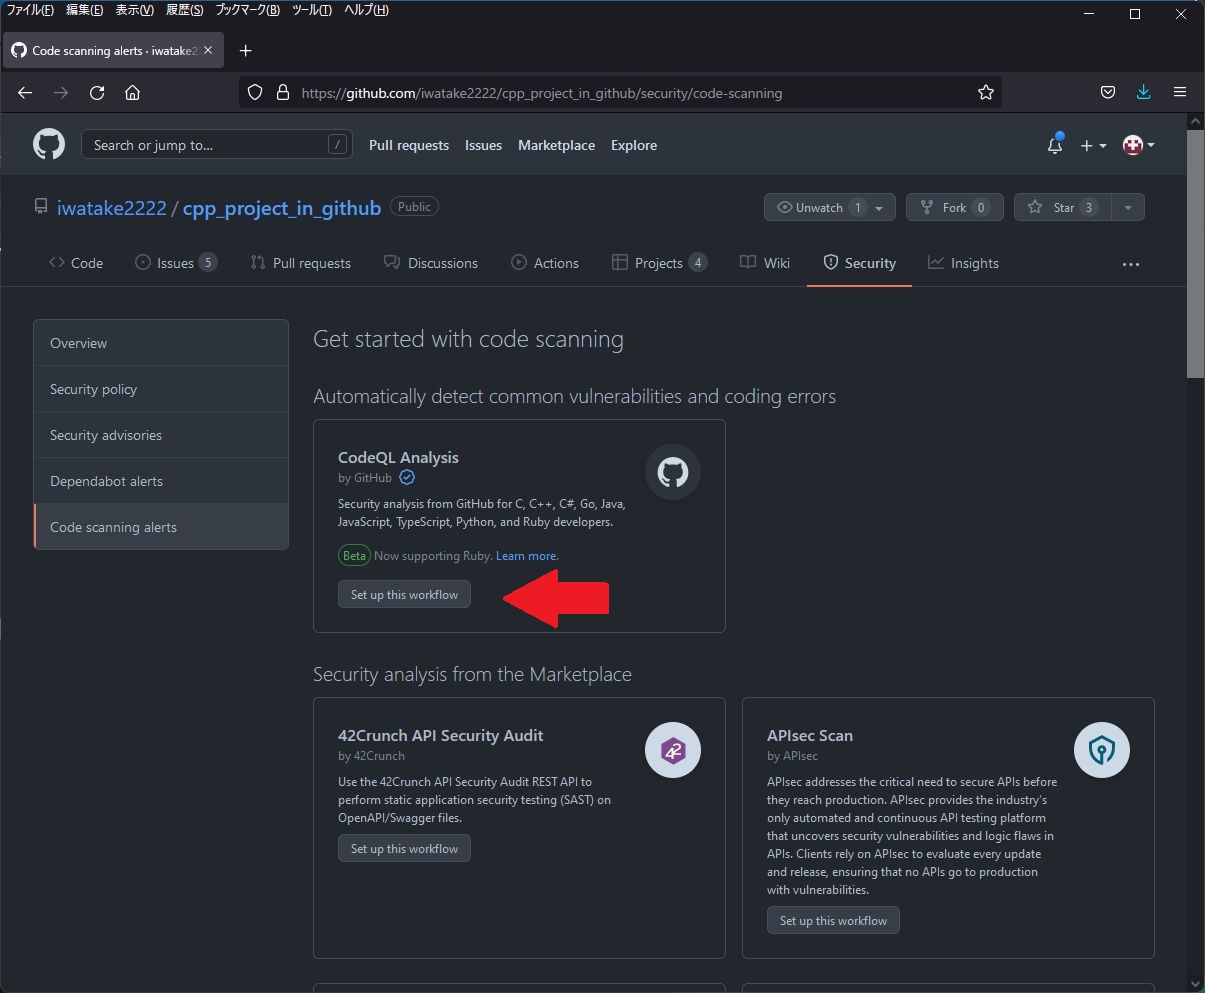 ファイル(F) 編集(E) 表示(V) 履歴(S) ブックマーク(B) ツール(T) ヘルプ(H)
Code scanning alerts · iwatake2
https://github.com/iwatake2222/cpp_project_in_github/security/code-scanning
Search or jump to... / Pull requests Issues Marketplace Explore
iwatake2222 / cpp_project_in_github Public Unwatch 1 Fork 0 Star 3
Code Issues 5 Pull requests Discussions Actions Projects 4 Wiki Security Insights ...
Overview
Security policy
Security advisories
Dependabot alerts
Code scanning alerts
Get started with code scanning
Automatically detect common vulnerabilities and coding errors
CodeQL Analysis
by GitHub
Security analysis from GitHub for C, C++, C#, Go, Java,
JavaScript, TypeScript, Python, and Ruby developers.
Beta Now supporting Ruby. Learn more.
Set up this workflow
Security analysis from the Marketplace
42Crunch API Security Audit
by 42Crunch
42
Use the 42Crunch API Security Audit REST API to
perform static application security testing (SAST) on
OpenAPI/Swagger files.
Set up this workflow
APIsec Scan
by APIsec
APIsec addresses the critical need to secure APIs before
they reach production. APIsec provides the industry's
only automated and continuous API testing platform
that uncovers security vulnerabilities and logic flaws in
APIs. Clients rely on APIsec to evaluate every update
and release, ensuring that no APIs go to production
with vulnerabilities.
Set up this workflow